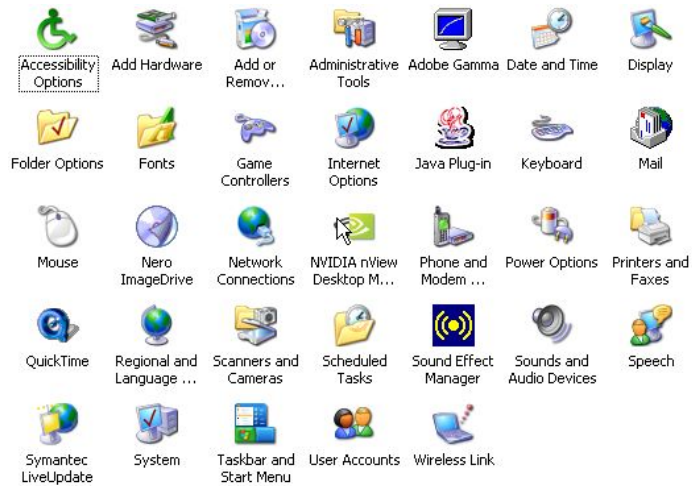 Accessibility Options
Add Hardware
Add or Remov...
Administrative Tools
Adobe Gamma
Date and Time
Display
Folder Options
Fonts
Game Controllers
Internet Options
Java Plug-in
Keyboard
Mail
Mouse
Nero ImageDrive
Network Connections
NVIDIA nView Desktop M...
Phone and Modem ...
Power Options
Printers and Faxes
QuickTime
Regional and Language ...
Scanners and Cameras
Scheduled Tasks
Sound Effect Manager
Sounds and Audio Devices
Speech
Symantec LiveUpdate
System
Taskbar and Start Menu
User Accounts
Wireless Link